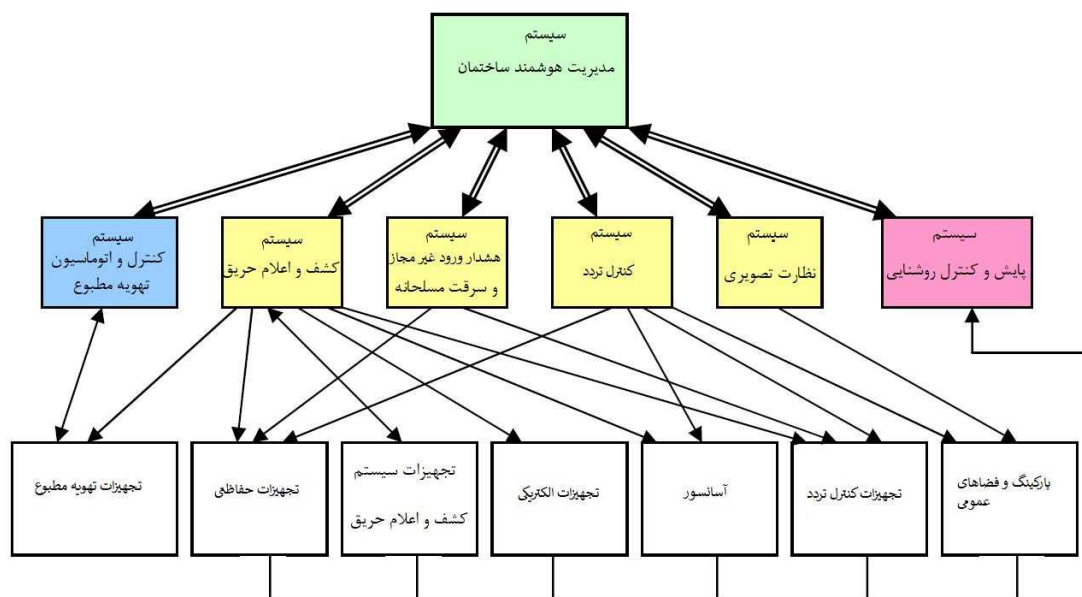 سیستم
مدیریت هوشمند ساختمان
سیستم
پایش و کنترل روشنایی
سیستم
نظارت تصویری
سیستم
کنترل تردد
سیستم
هشدار ورود غیر مجاز
و سرقت مسلحانه
سیستم
کشف و اعلام حریق
سیستم
کنترل و اتوماسیون
تهویه مطبوع
پارکینگ و فضاهای
عمومی
تجهیزات کنترل تردد
آسانسور
تجهیزات الکتریکی
تجهیزات سیستم
کشف و اعلام حریق
تجهیزات حفاظتی
تجهیزات تهویه مطبوع